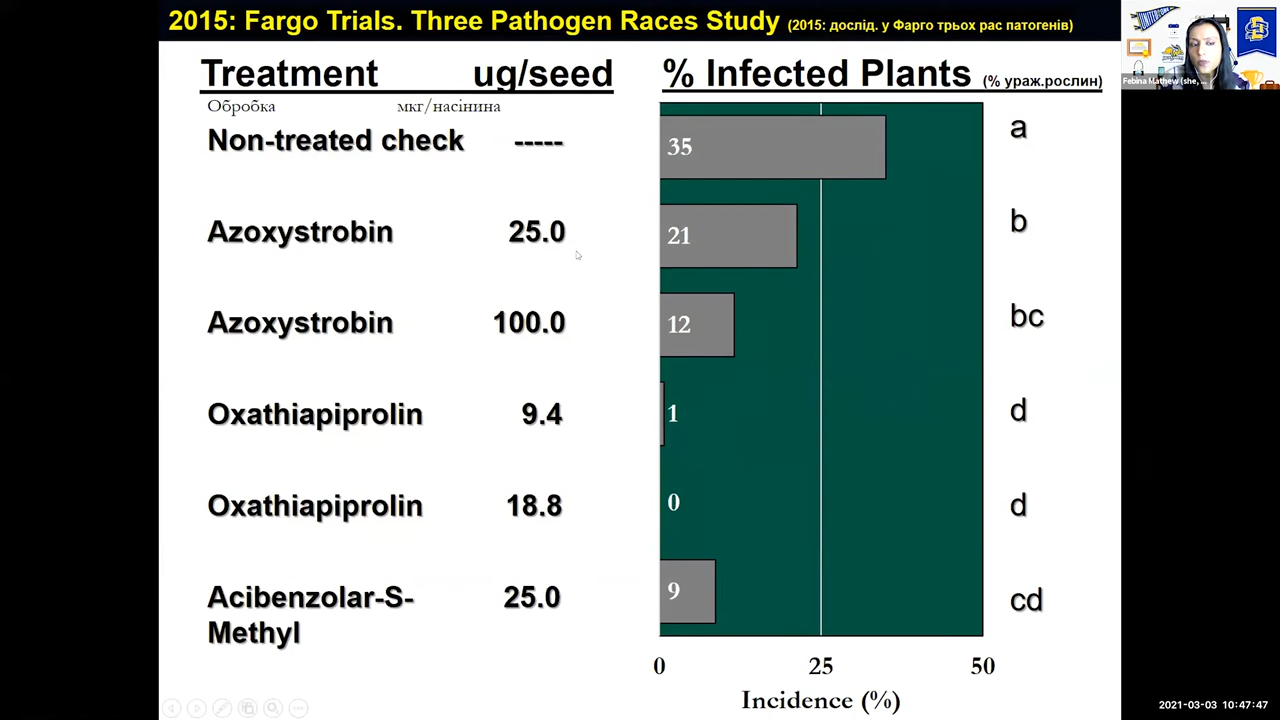 2015: Fargo Trials. Three Pathogen Races Study (2015: дослід. у Фарго трьох рас патогенів)
Treatment ug/seed % Infected Plants (% ураж.рослин)
Обробка мкг/насінина
Non-treated check ----- 35 a
Azoxystrobin 25.0 21 b
Azoxystrobin 100.0 12 bc
Oxathiapiprolin 9.4 1 d
Oxathiapiprolin 18.8 0 d
Acibenzolar-S- 25.0 9 cd
Methyl
0 25 50
Incidence (%)
Febina Mathew (she, ...
2021-03-03 10:47:47